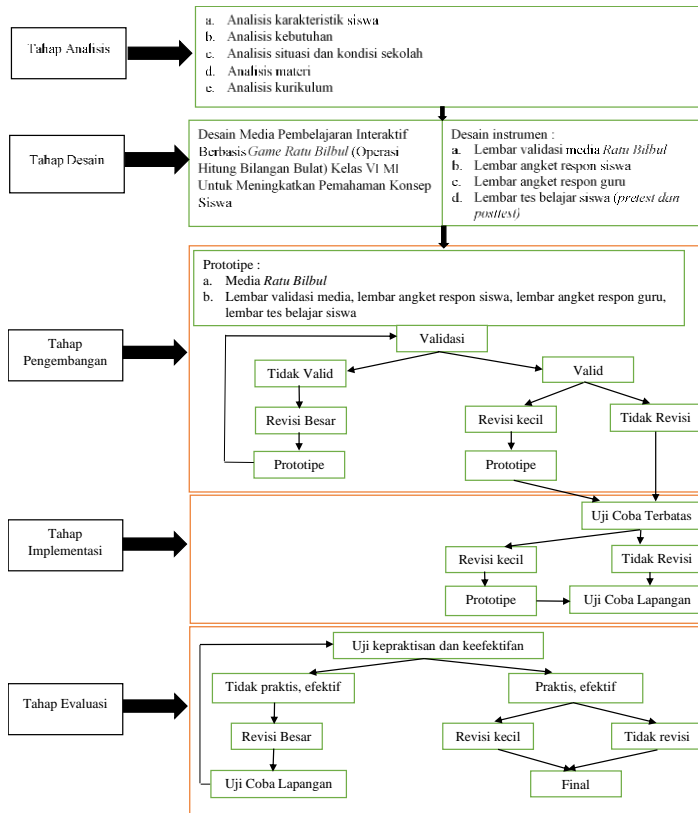 Tahap Analisis
a. Analisis karakteristik siswa
b. Analisis kebutuhan
c. Analisis situasi dan kondisi sekolah
d. Analisis materi
e. Analisis kurikulum
Tahap Desain
Desain Media Pembelajaran Interaktif
Berbasis Game Ratu Bilbul (Operasi
Hitung Bilangan Bulat) Kelas VI MI
Untuk Meningkatkan Pemahaman Konsep
Siswa
Desain instrumen :
a. Lembar validasi media Ratu Bilbul
b. Lembar angket respon siswa
c. Lembar angket respon guru
d. Lembar tes belajar siswa (pretest dan
posttest)
Tahap
Pengembangan
Prototipe :
a. Media Ratu Bilbul
b. Lembar validasi media, lembar angket respon siswa, lembar angket respon guru,
lembar tes belajar siswa
Validasi
Tidak Valid
Valid
Revisi Besar
Revisi kecil
Tidak Revisi
Prototipe
Prototipe
Tahap
Implementasi
Uji Coba Terbatas
Revisi kecil
Tidak Revisi
Prototipe
Uji Coba Lapangan
Tahap Evaluasi
Uji kepraktisan dan keefektifan
Tidak praktis, efektif
Praktis, efektif
Revisi Besar
Revisi kecil
Tidak revisi
Uji Coba Lapangan
Final